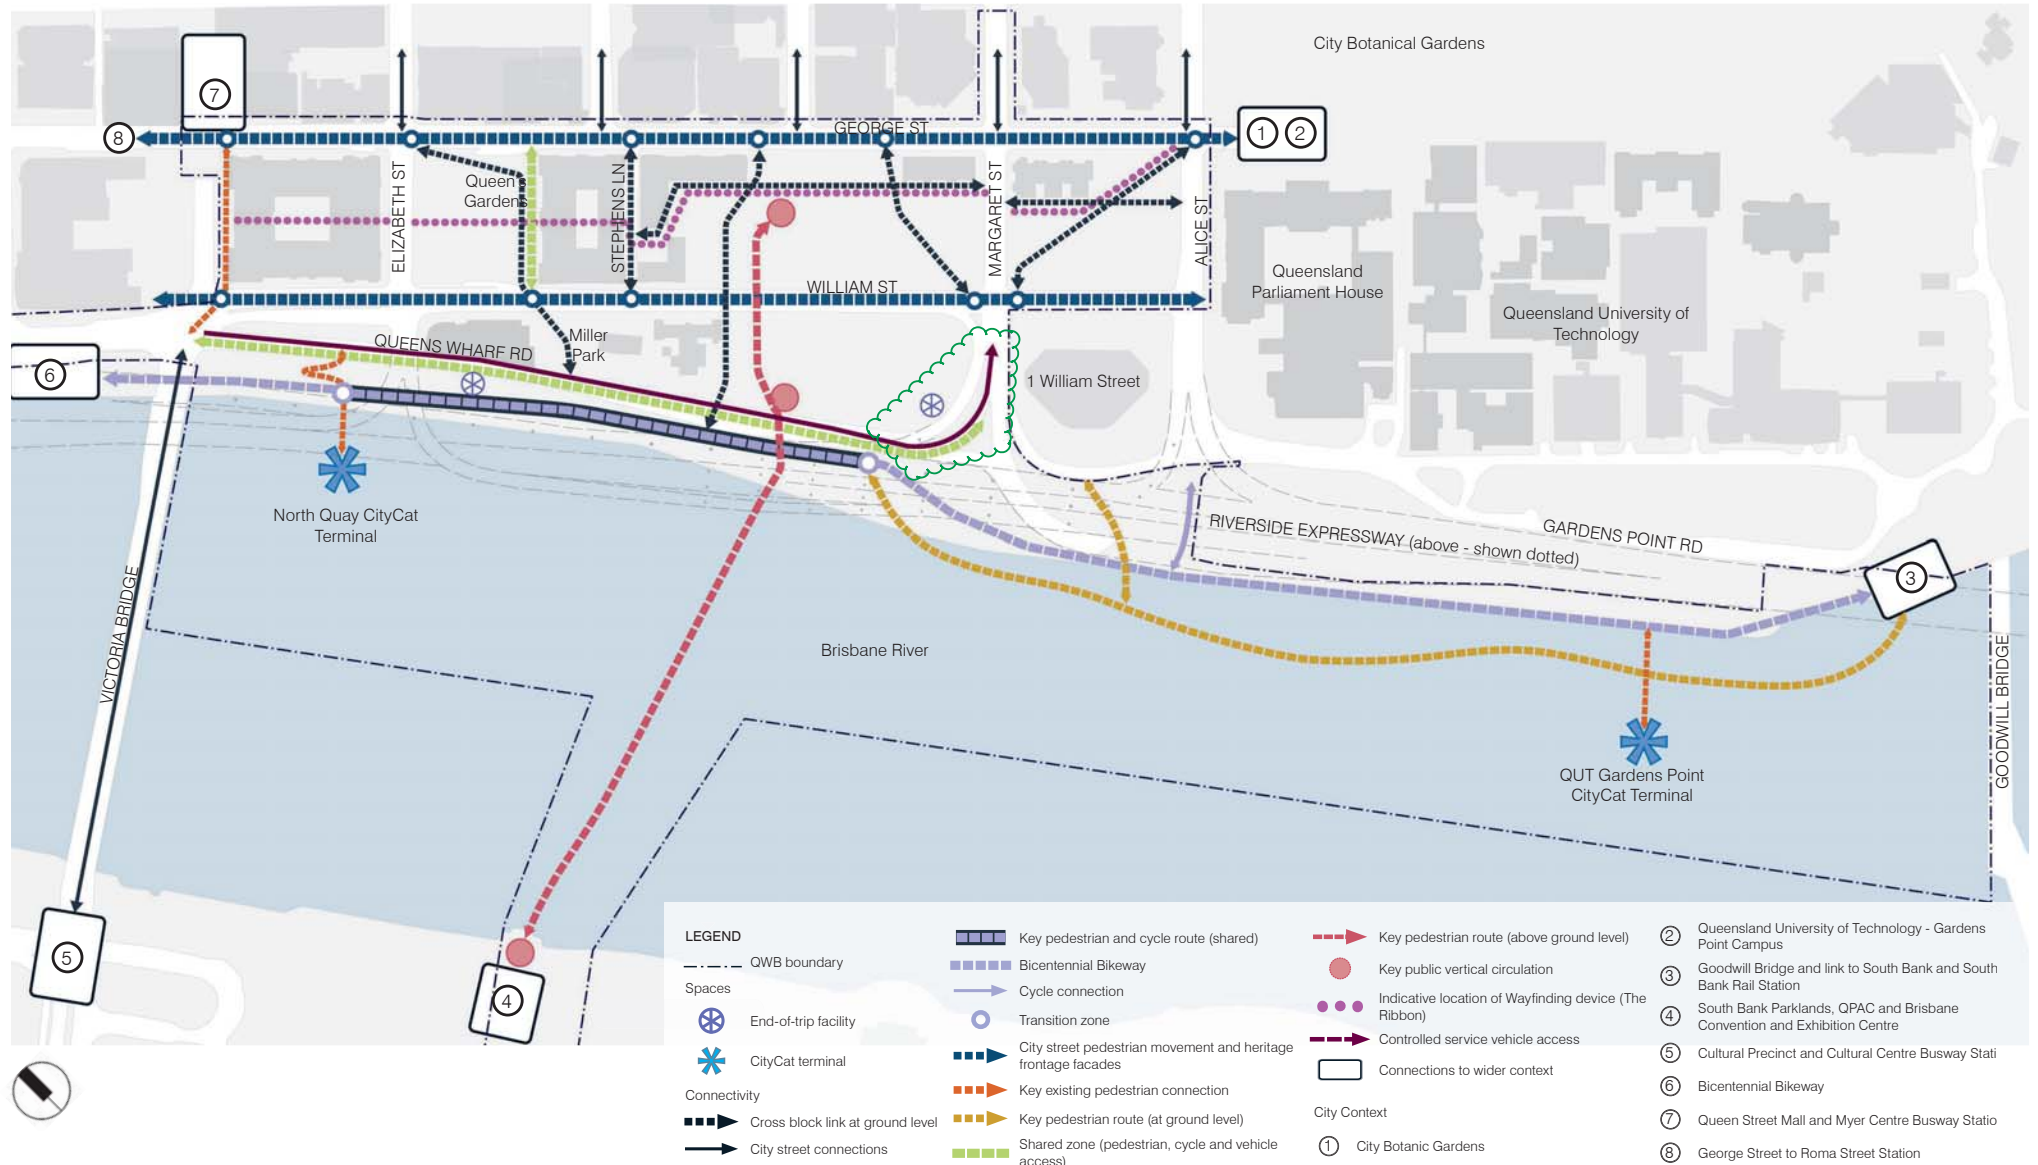 City Botanical Gardens
7
8
GEORGE ST
1 2
ELIZABETH ST
Queen's
Gardens
STEPHENS LN
MARGARET ST
ALICE ST
Queensland
Parliament House
Queensland University of
Technology
WILLIAM ST
QUEENS WHARF RD
Miller
Park
1 William Street
6
North Quay CityCat
Terminal
RIVERSIDE EXPRESSWAY (above - shown dotted)
GARDENS POINT RD
3
VICTORIA BRIDGE
Brisbane River
GOODWILL BRIDGE
QUT Gardens Point
CityCat Terminal
5
4
LEGEND
QWB boundary
Spaces
End-of-trip facility
CityCat terminal
Connectivity
Cross block link at ground level
City street connections
Key pedestrian and cycle route (shared)
Bicentennial Bikeway
Cycle connection
Transition zone
City street pedestrian movement and heritage
frontage facades
Key existing pedestrian connection
Key pedestrian route (at ground level)
Shared zone (pedestrian, cycle and vehicle
access)
Key pedestrian route (above ground level)
Key public vertical circulation
Indicative location of Wayfinding device (The
Ribbon)
Controlled service vehicle access
Connections to wider context
City Context
1 City Botanic Gardens
2 Queensland University of Technology - Gardens
Point Campus
3 Goodwill Bridge and link to South Bank and South
Bank Rail Station
4 South Bank Parklands, QPAC and Brisbane
Convention and Exhibition Centre
5 Cultural Precinct and Cultural Centre Busway Stati
6 Bicentennial Bikeway
7 Queen Street Mall and Myer Centre Busway Statio
8 George Street to Roma Street Station